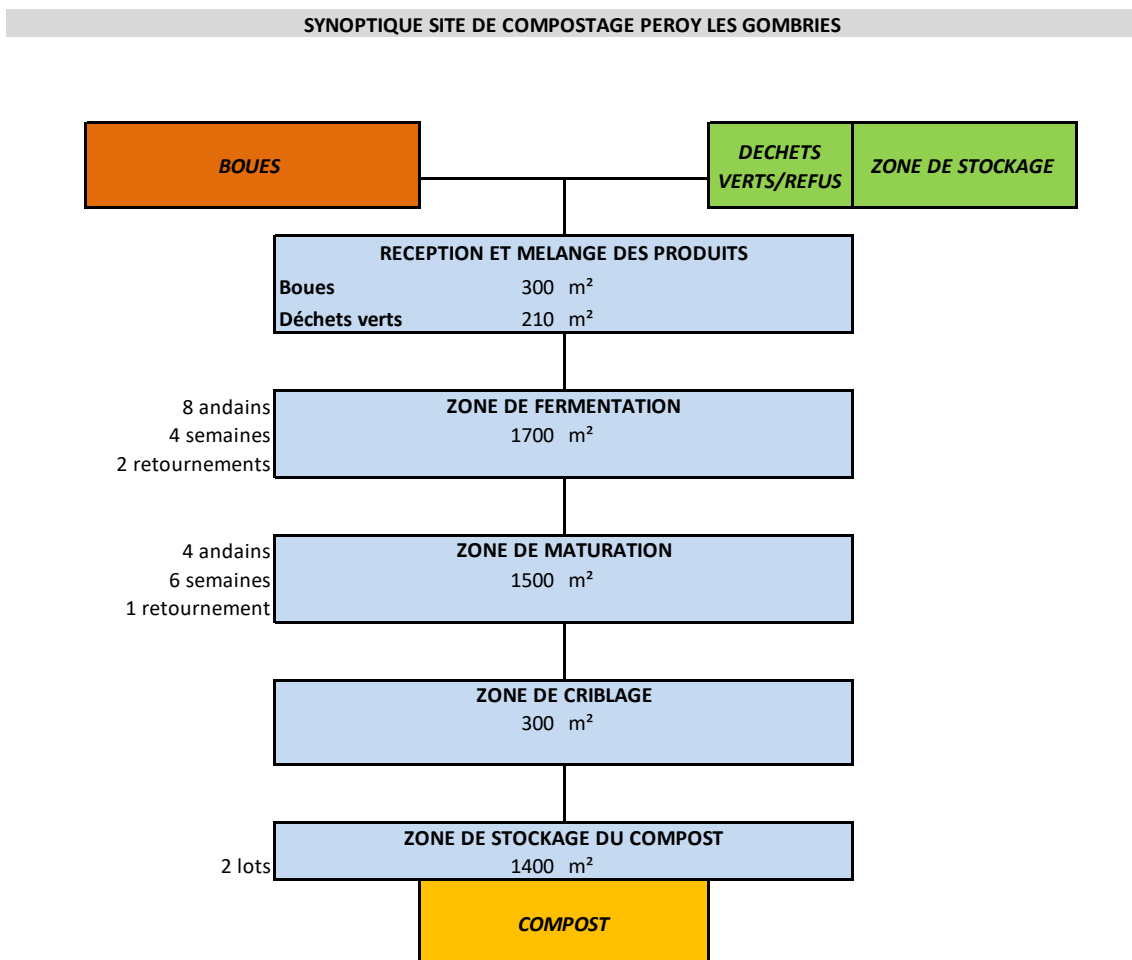 SYNOPTIQUE SITE DE COMPOSTAGE PEROY LES GOMBRIES
BOUES
DECHETS
VERTS/REFUS
ZONE DE STOCKAGE
RECEPTION ET MELANGE DES PRODUITS
Boues 300 m²
Déchets verts 210 m²
8 andains
4 semaines
2 retournements
ZONE DE FERMENTATION
1700 m²
4 andains
6 semaines
1 retournement
ZONE DE MATURATION
1500 m²
ZONE DE CRIBLAGE
300 m²
ZONE DE STOCKAGE DU COMPOST
2 lots
1400 m²
COMPOST